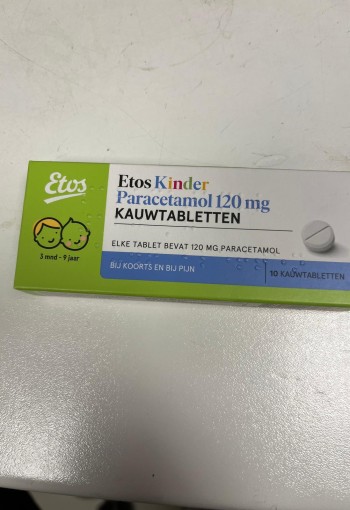 Etos
Etos Kinder
Paracetamol 120 mg
KAUWTABLETTEN
ELKE TABLET BEVAT 120 MG PARACETAMOL
3 mnd - 9 jaar
BIJ KOORTS EN BIJ PIJN
10 KAUWTABLETTEN